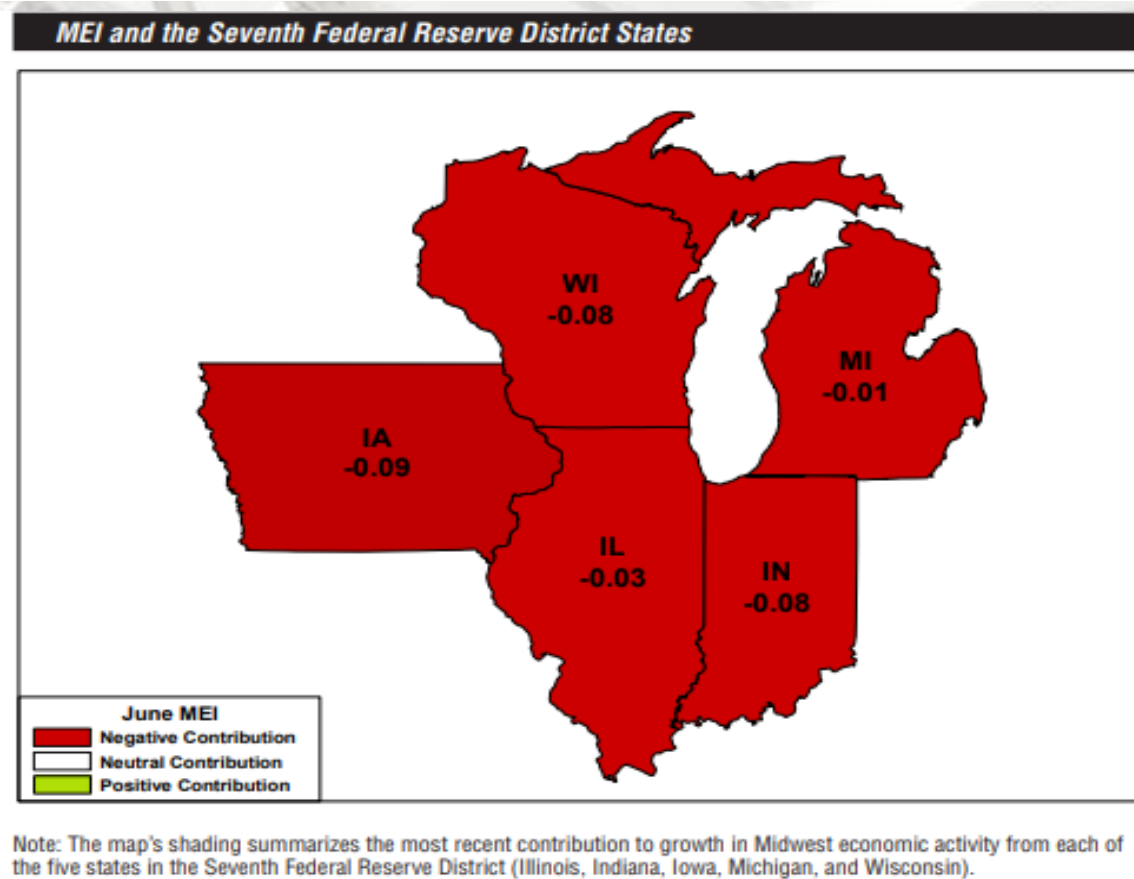 MEI and the Seventh Federal Reserve District States
WI
-0.08
MI
-0.01
IA
-0.09
IL
-0.03
IN
-0.08
June MEI
Negative Contribution
Neutral Contribution
Positive Contribution
Note: The map's shading summarizes the most recent contribution to growth in Midwest economic activity from each of
the five states in the Seventh Federal Reserve District (Illinois, Indiana, Iowa, Michigan, and Wisconsin).